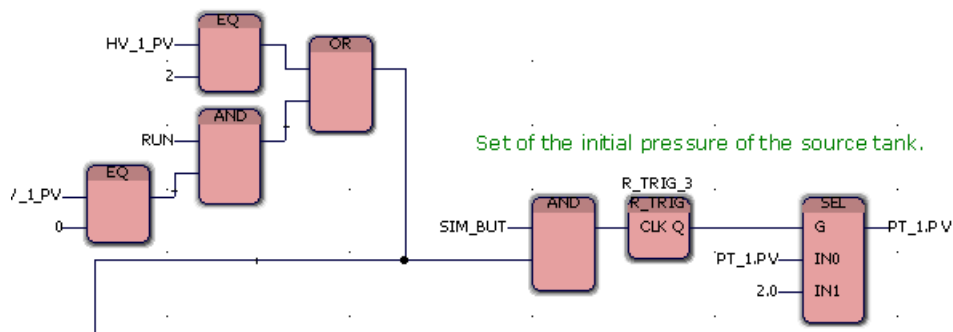 EQ
HV_1_PV
2
OR
AND
RUN
EQ
/_1_PV
0
Set of the initial pressure of the source tank.
R_TRIG_3
AND
R_TRIG
SEL
SIM_BUT
CLK Q
G
PT_1.PV
PT_1.PV
IN0
2.0
IN1